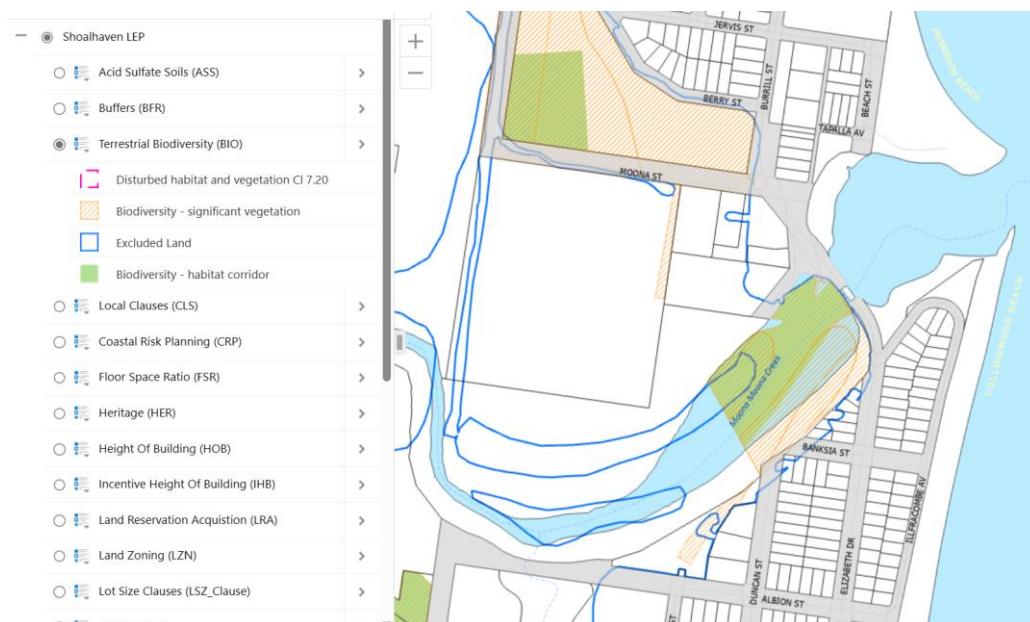 Shoalhaven LEP
Acid Sulfate Soils (ASS)
Buffers (BFR)
Terrestrial Biodiversity (BIO)
Disturbed habitat and vegetation Cl 7.20
Biodiversity - significant vegetation
Excluded Land
Biodiversity - habitat corridor
Local Clauses (CLS)
Coastal Risk Planning (CRP)
Floor Space Ratio (FSR)
Heritage (HER)
Height Of Building (HOB)
Incentive Height Of Building (IHB)
Land Reservation Acquistion (LRA)
Land Zoning (LZN)
Lot Size Clauses (LSZ_Clause)
JERVIS ST
BURRILL ST
BEACH ST
BERRY ST
TAPALLA AV
MOONA ST
COLLINGWOOD BEACH
Moona Moona Creek
BANKSIA ST
ILFRACOMBE AV
ELIZABETH DR
DUNCAN ST
ALBION ST